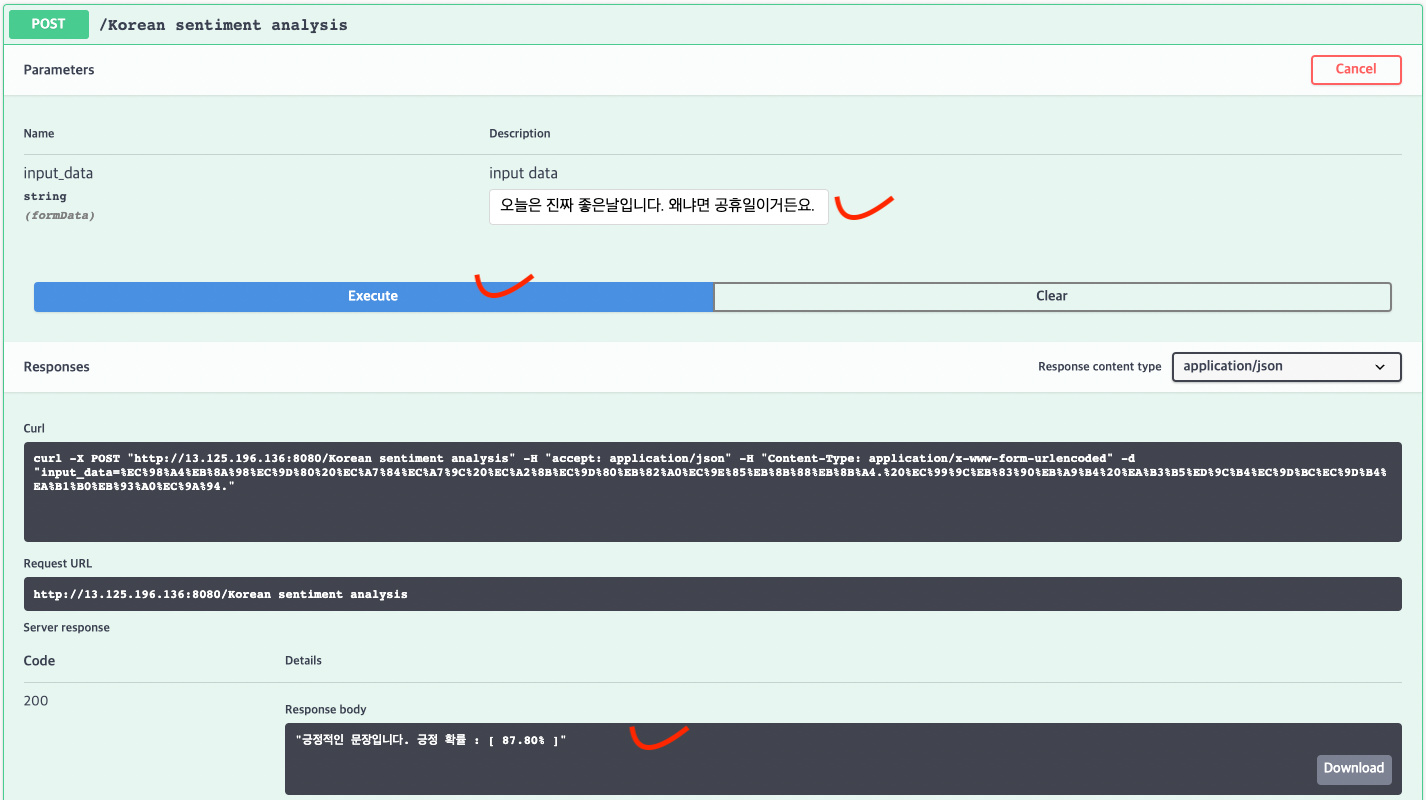 POST /Korean sentiment analysis
Parameters
Cancel
Name Description
input_data input data
string
(formData)
오늘은 진짜 좋은날입니다. 왜냐면 공휴일이거든요.
Execute Clear
Responses
Response content type application/json
Curl
curl -X POST "http://13.125.196.136:8080/Korean sentiment analysis" -H "accept: application/json" -H "Content-Type: application/x-www-form-urlencoded" -d
"input_data=%EC%98%A4%EB%8A%98%EC%9D%80%20%EC%A7%84%EC%A7%9C%20%EC%A2%8B%EC%9D%80%EB%82%A0%EC%9E%85%EB%8B%88%EB%8B%A4.%20%EC%99%9C%EB%83%90%EB%A9%B4%20%EA%B3%B5%ED%9C%B4%EC%9D%BC%EC%9D%B4%
EA%B1%B0%EB%93%A0%EC%9A%94."
Request URL
http://13.125.196.136:8080/Korean sentiment analysis
Server response
Code Details
200
Response body
"긍정적인 문장입니다. 긍정 확률 : [ 87.80% ]"
Download